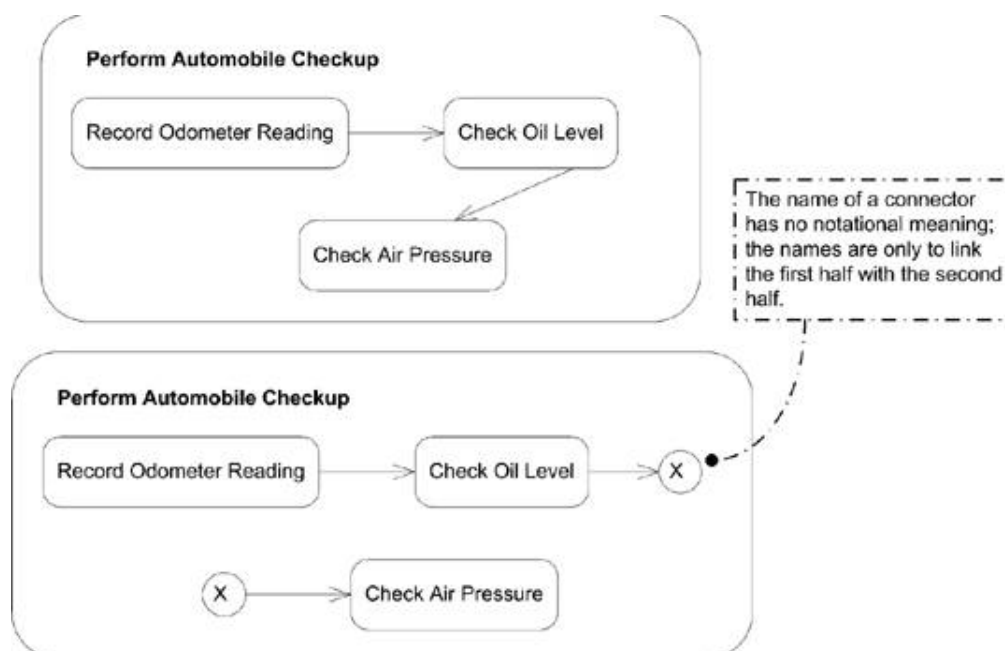 Perform Automobile Checkup
Record Odometer Reading
Check Oil Level
Check Air Pressure
The name of a connector
has no notational meaning;
the names are only to link
the first half with the second
half.
Perform Automobile Checkup
Record Odometer Reading
Check Oil Level
X
X
Check Air Pressure